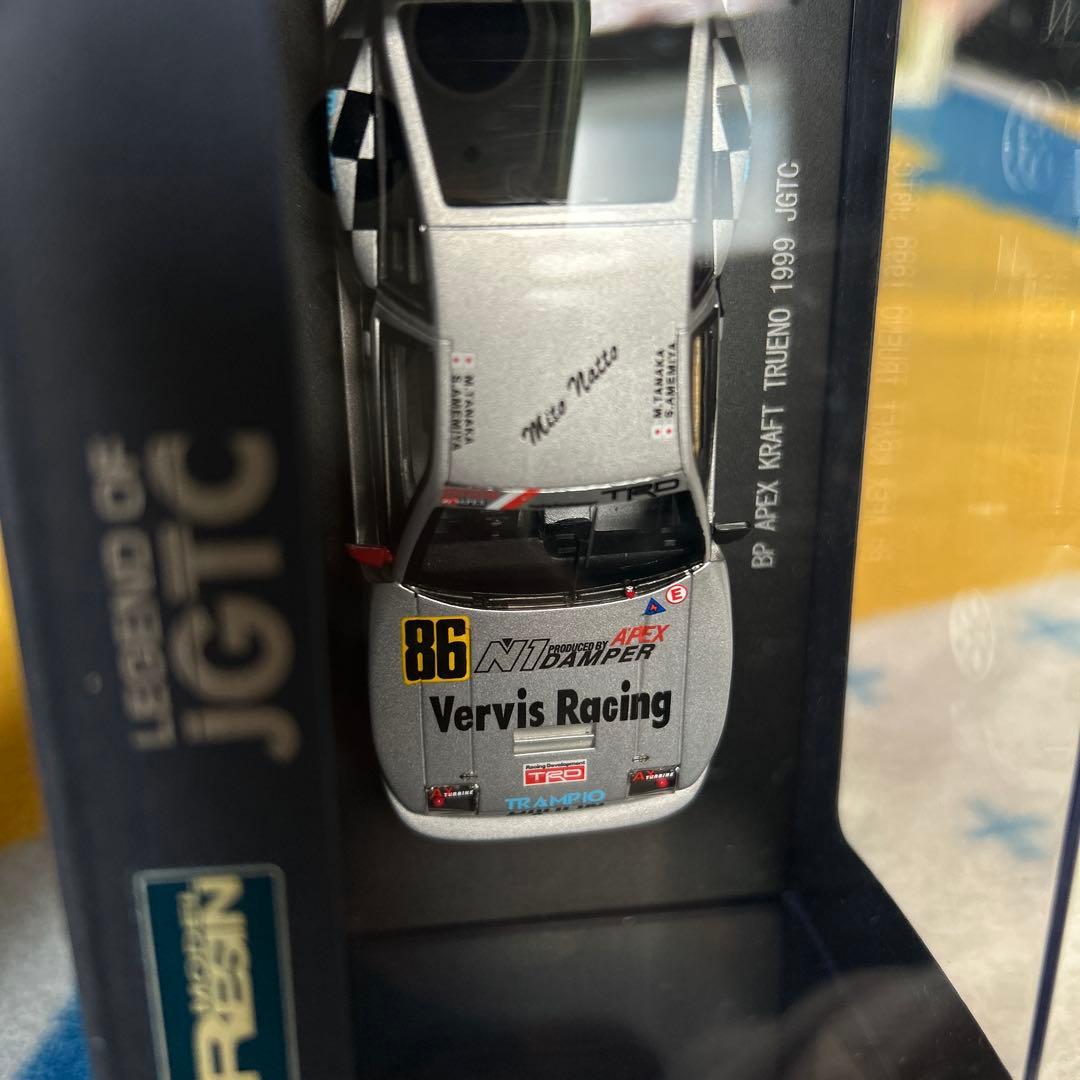 LEGEND OF
JGTC
MODEL
RESIN
BP APEX KRAFT TRUENO 1999 JGTC
M.TANAKA
S.AMEMIYA
Mito Natto
M.TANAKA
S.AMEMIYA
TRD
E
86
N1
PRODUCED BY APEX
DAMPER
Vervis Racing
Racing Development
TRD
TURBINE
TURBINE
TRAMPIO